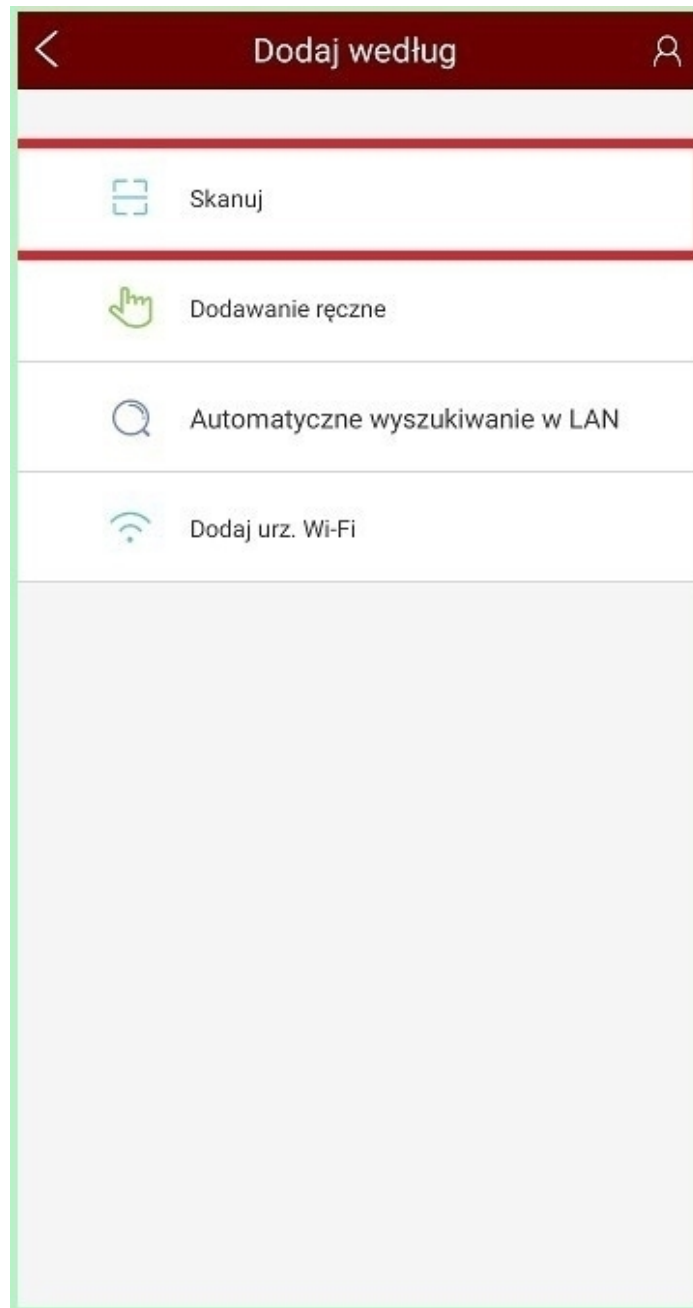 Dodaj według
Skanuj
Dodawanie ręczne
Automatyczne wyszukiwanie w LAN
Dodaj urz. Wi-Fi